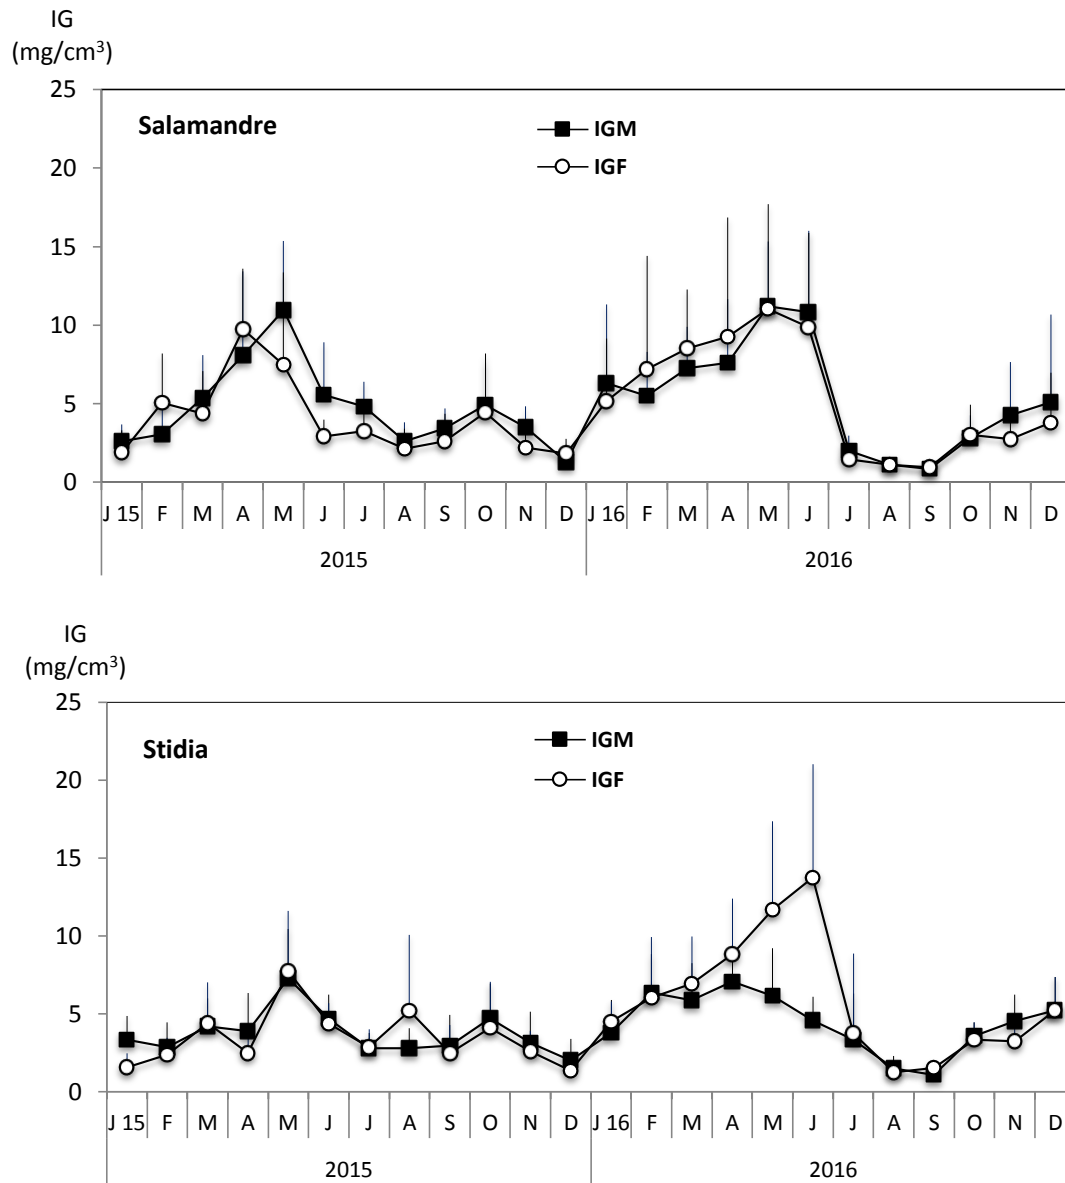 IG
(mg/cm³)
25
Salamandre
IGM
20
IGF
15
10
5
0
J 15 F M A M J J A S O N D J 16 F M A M J J A S O N D
2015 2016
IG
(mg/cm³)
25
Stidia
IGM
20
IGF
15
10
5
0
J 15 F M A M J J A S O N D J 16 F M A M J J A S O N D
2015 2016